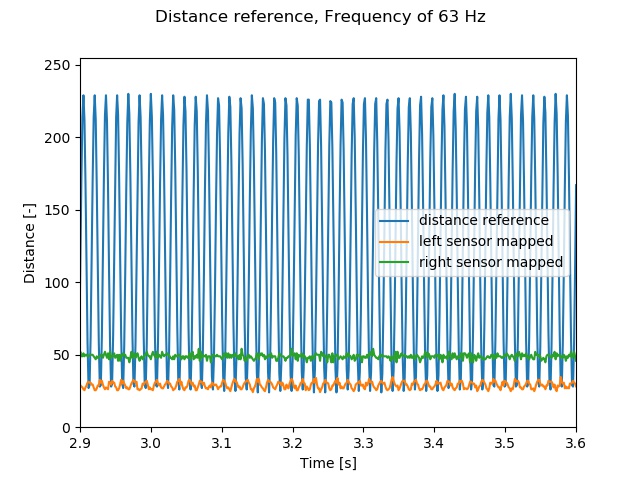 Distance reference, Frequency of 63 Hz
250
200
150
100
50
0
Distance [-]
distance reference
left sensor mapped
right sensor mapped
2.9 3.0 3.1 3.2 3.3 3.4 3.5 3.6
Time [s]